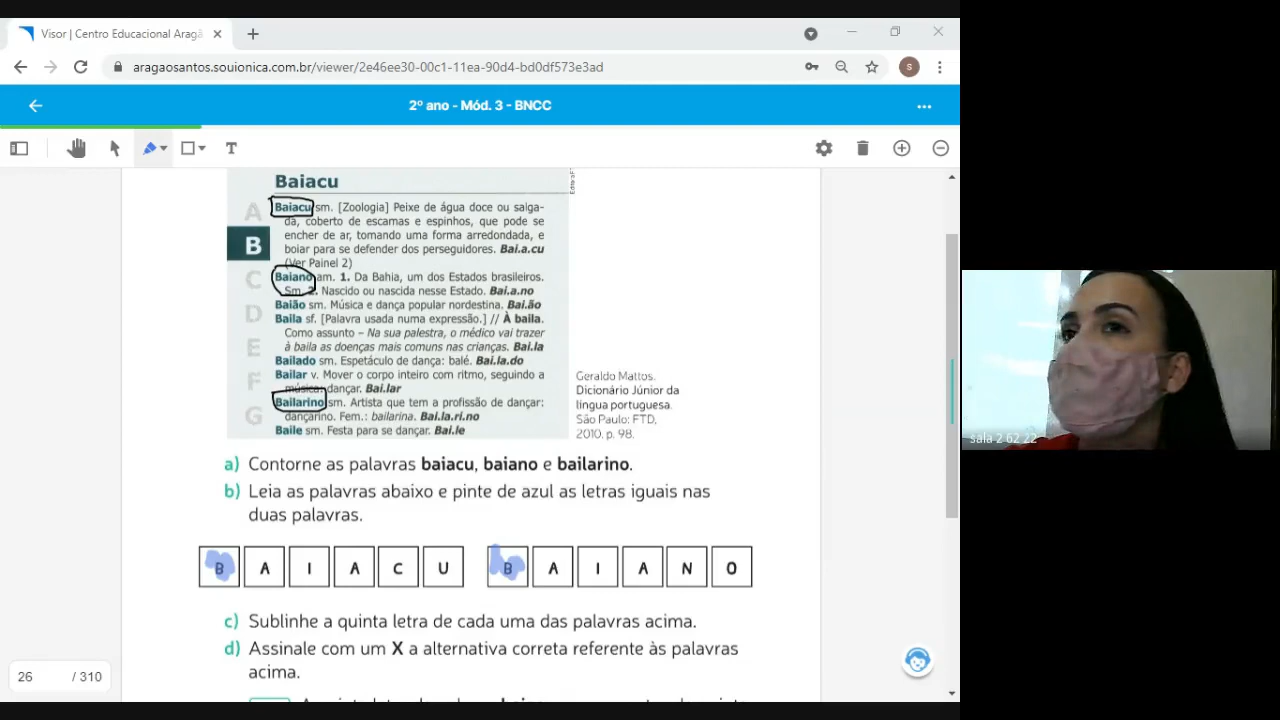 Visor | Centro Educacional Aragã
aragaosantos.souionica.com.br/viewer/2e46ee30-00c1-11ea-90d4-bd0df573e3ad
s
2º ano - Mód. 3 - BNCC
T
Baiacu
A
B
C
D
E
F
G
Baiacu sm. [Zoologia] Peixe de água doce ou salga-
da, coberto de escamas e espinhos, que pode se
encher de ar, tomando uma forma arredondada, e
boiar para se defender dos perseguidores. Bai.a.cu
(Ver Painel 2)
Baiano am. 1. Da Bahia, um dos Estados brasileiros.
Sm. 2. Nascido ou nascida nesse Estado. Bai.a.no
Baião sm. Música e dança popular nordestina. Bai.ão
Baila sf. [Palavra usada numa expressão.] // À baila.
Como assunto – Na sua palestra, o médico vai trazer
à baila as doenças mais comuns nas crianças. Bai.la
Bailado sm. Espetáculo de dança: balé. Bai.la.do
Bailar v. Mover o corpo inteiro com ritmo, seguindo a
música: dançar. Bai.lar
Bailarino sm. Artista que tem a profissão de dançar:
dançarino. Fem.: bailarina. Bai.la.ri.no
Baile sm. Festa para se dançar. Bai.le
Geraldo Mattos.
Dicionário Júnior da
língua portuguesa.
São Paulo: FTD,
2010. p. 98.
a) Contorne as palavras baiacu, baiano e bailarino.
b) Leia as palavras abaixo e pinte de azul as letras iguais nas
duas palavras.
B A I A C U B A I A N O
c) Sublinhe a quinta letra de cada uma das palavras acima.
d) Assinale com um X a alternativa correta referente às palavras
acima.
26 / 310
sala 2 62 22